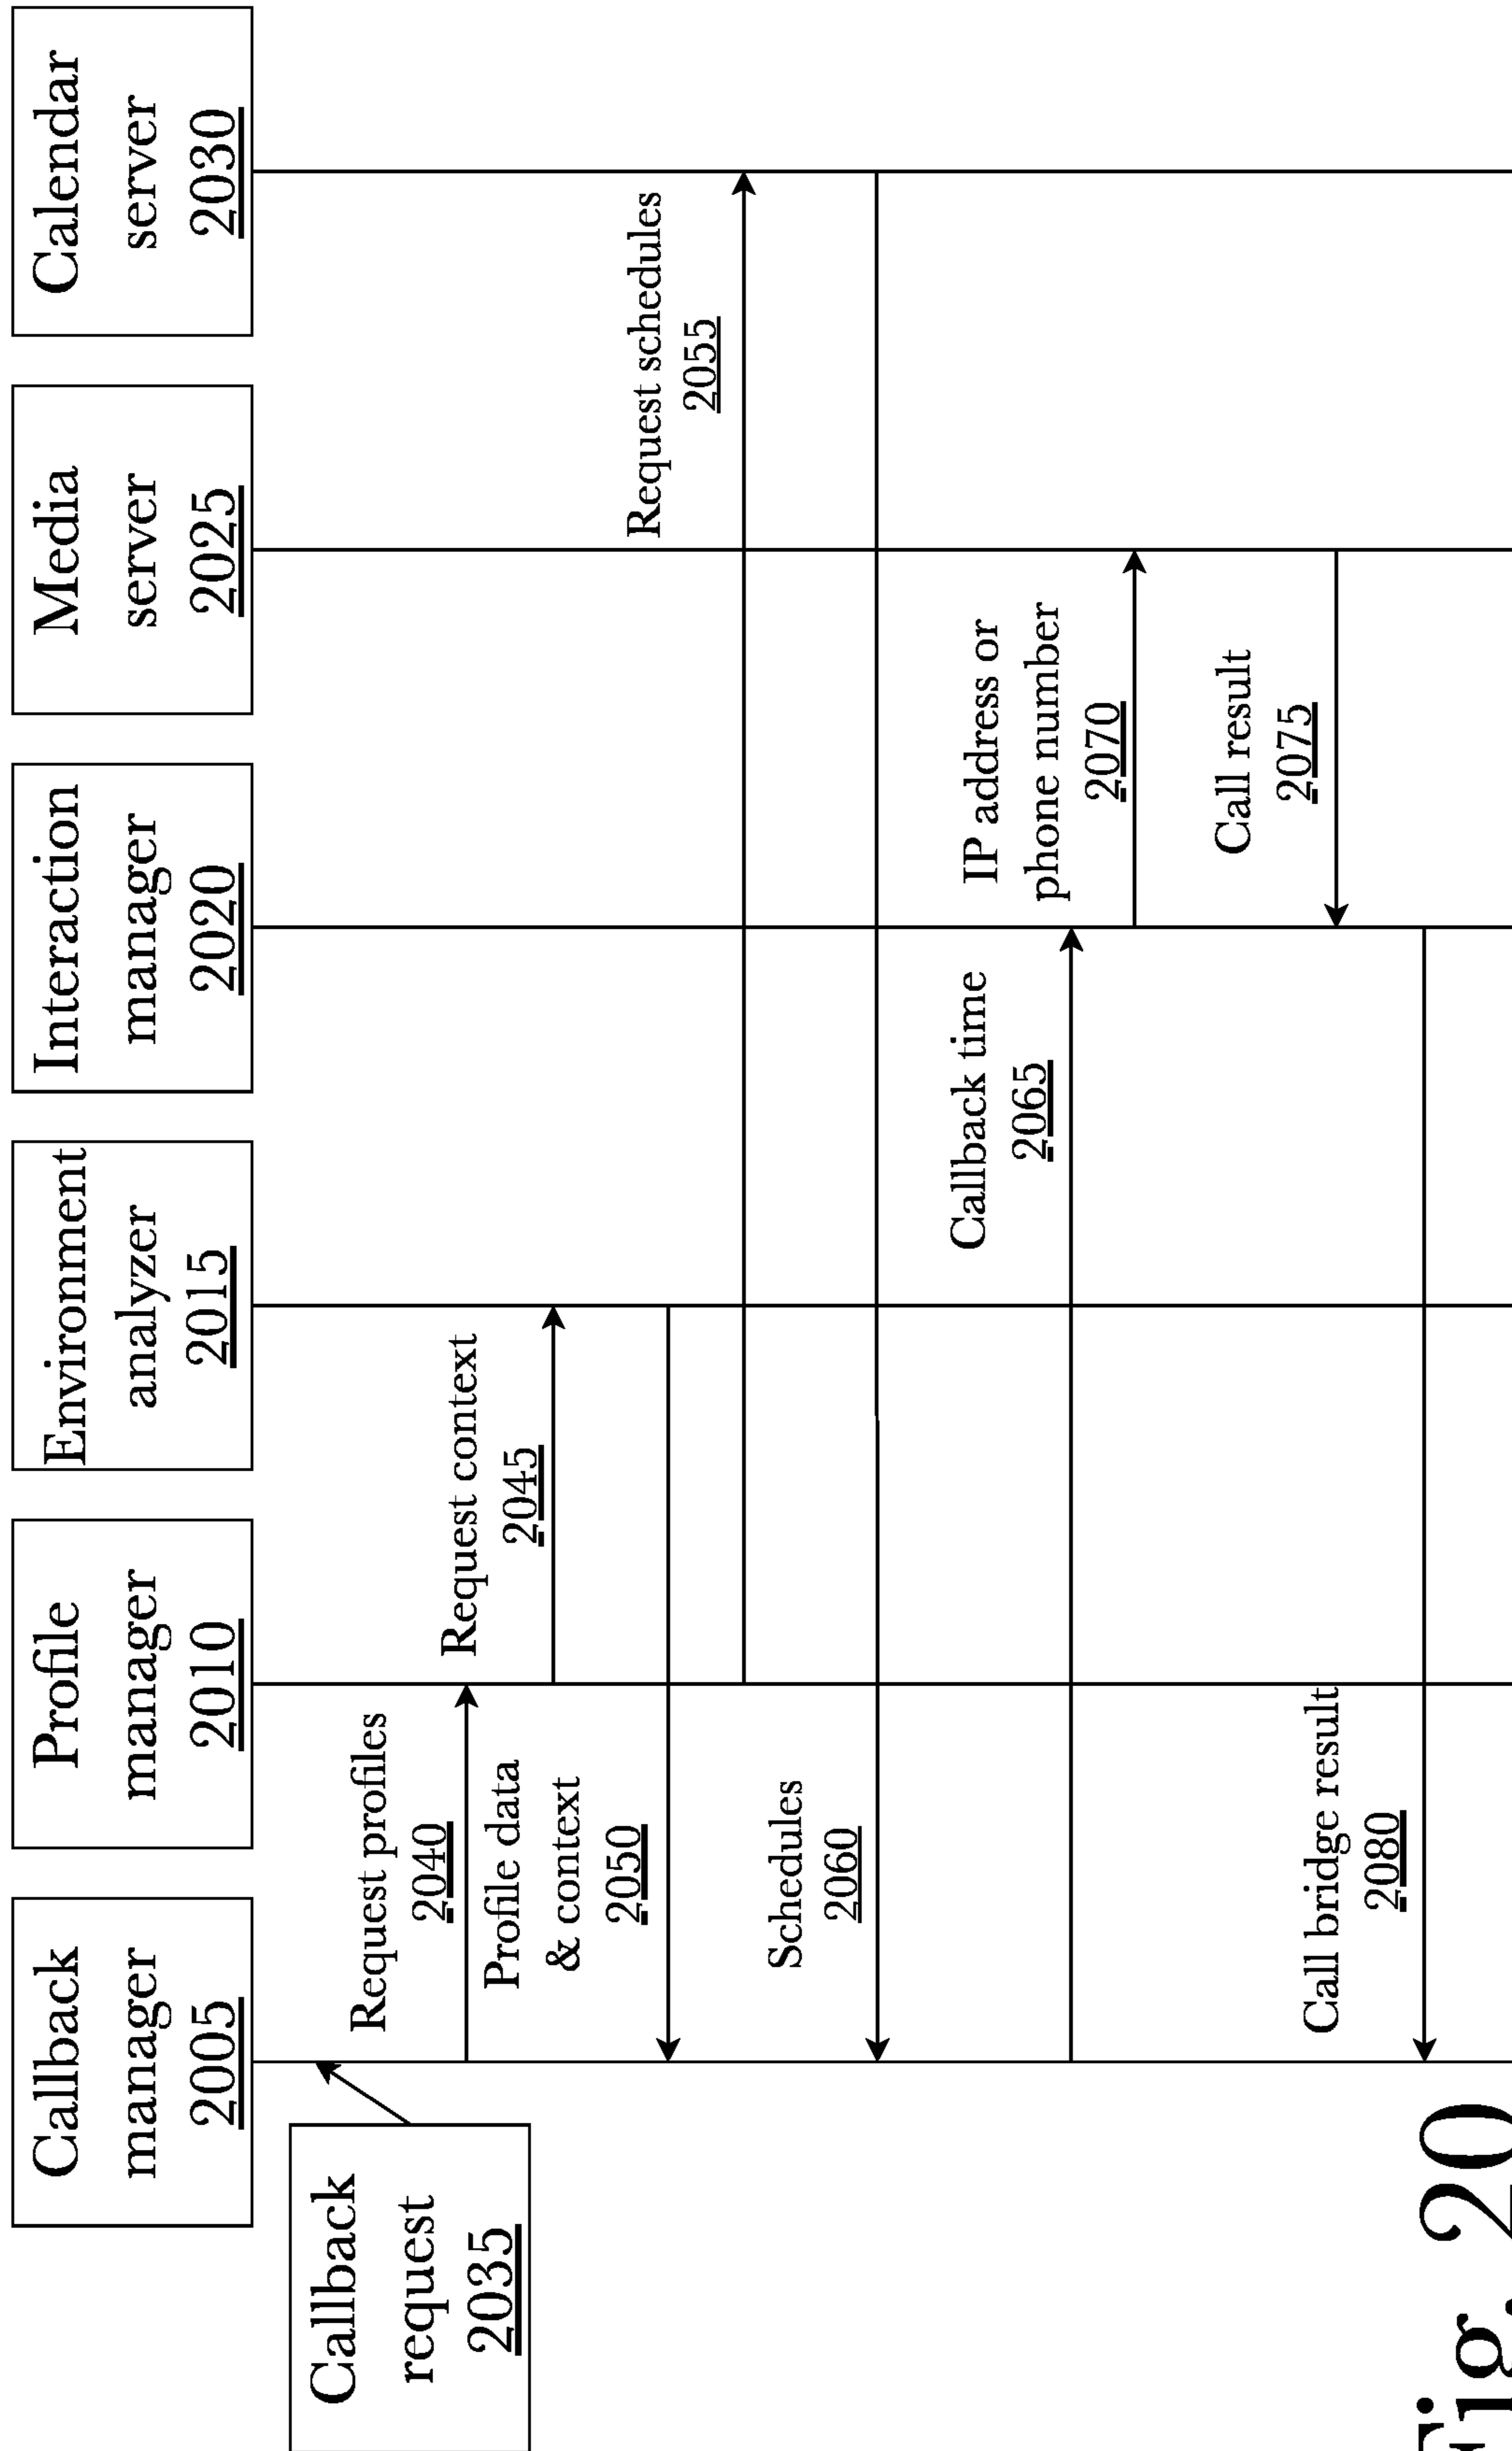 Callback
manager
2005
Profile
manager
2010
Environment
analyzer
2015
Interaction
manager
2020
Media
server
2025
Calendar
server
2030
Callback
request
2035
Request profiles
2040
Request context
2045
Profile data
& context
2050
Request schedules
2055
Schedules
2060
Callback time
2065
IP address or
phone number
2070
Call result
2075
Call bridge result
2080
Fig. 20